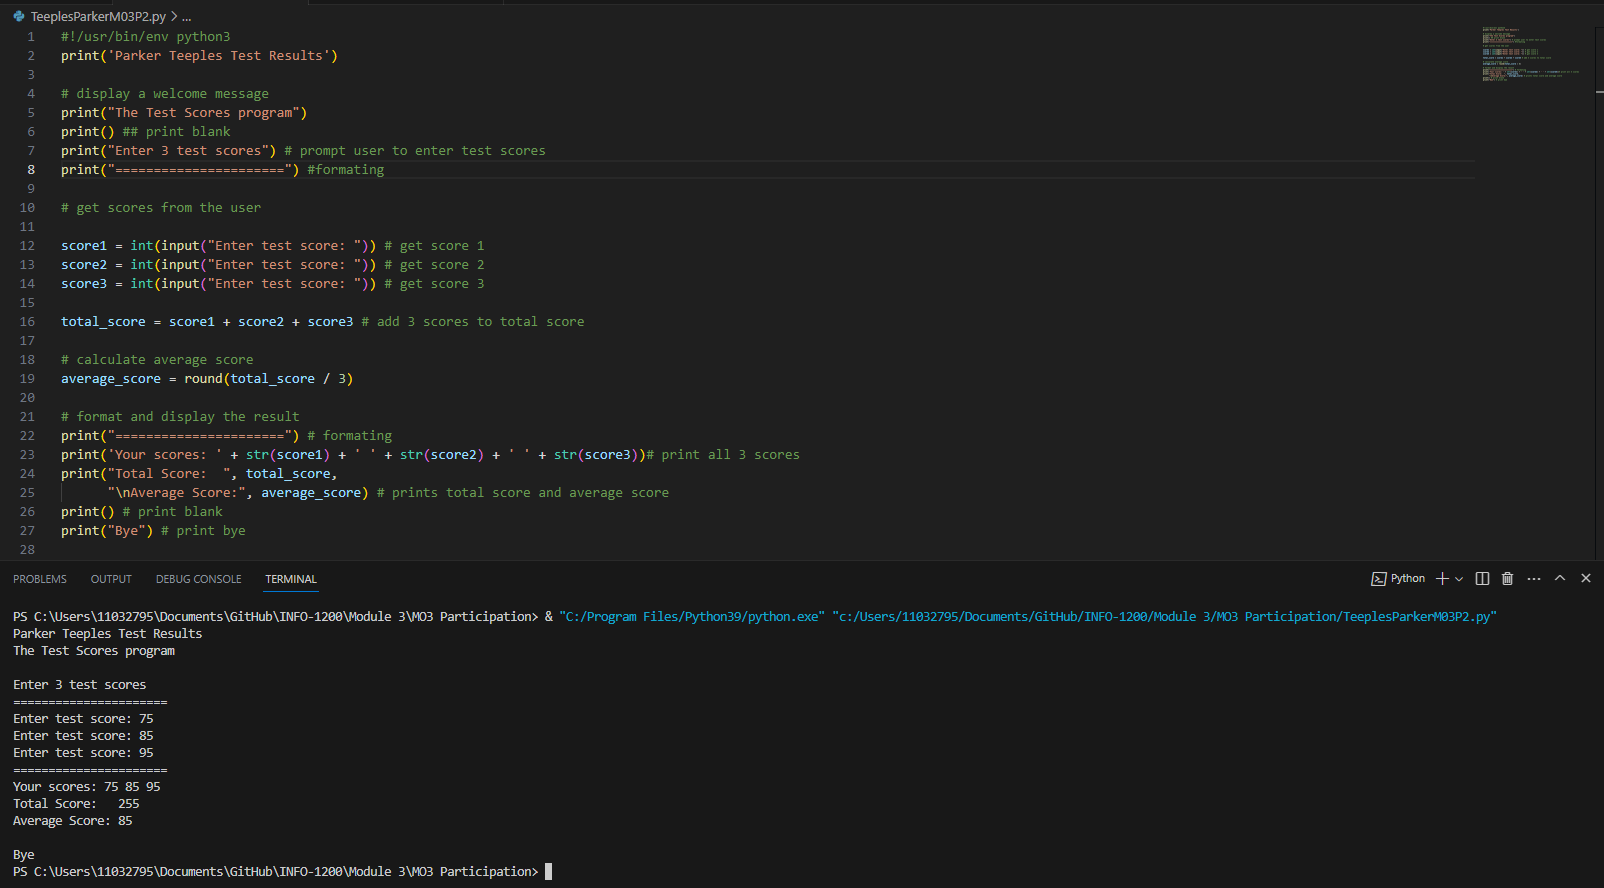 TeeplesParkerM03P2.py > ...
1 #!/usr/bin/env python3
2 print('Parker Teeples Test Results')
3
4 # display a welcome message
5 print("The Test Scores program")
6 print() ## print blank
7 print("Enter 3 test scores") # prompt user to enter test scores
8 print("======================") #formating
9
10 # get scores from the user
11
12 score1 = int(input("Enter test score: ")) # get score 1
13 score2 = int(input("Enter test score: ")) # get score 2
14 score3 = int(input("Enter test score: ")) # get score 3
15
16 total_score = score1 + score2 + score3 # add 3 scores to total score
17
18 # calculate average score
19 average_score = round(total_score / 3)
20
21 # format and display the result
22 print("======================") # formating
23 print('Your scores: ' + str(score1) + ' ' + str(score2) + ' ' + str(score3))# print all 3 scores
24 print("Total Score:  ", total_score,
25       "\nAverage Score:", average_score) # prints total score and average score
26 print() # print blank
27 print("Bye") # print bye
28
PROBLEMS OUTPUT DEBUG CONSOLE TERMINAL Python
PS C:\Users\11032795\Documents\GitHub\INFO-1200\Module 3\MO3 Participation> & "C:/Program Files/Python39/python.exe" "c:/Users/11032795/Documents/GitHub/INFO-1200/Module 3/MO3 Participation/TeeplesParkerM03P2.py"
Parker Teeples Test Results
The Test Scores program

Enter 3 test scores
======================
Enter test score: 75
Enter test score: 85
Enter test score: 95
======================
Your scores: 75 85 95
Total Score:   255
Average Score: 85

Bye
PS C:\Users\11032795\Documents\GitHub\INFO-1200\Module 3\MO3 Participation>